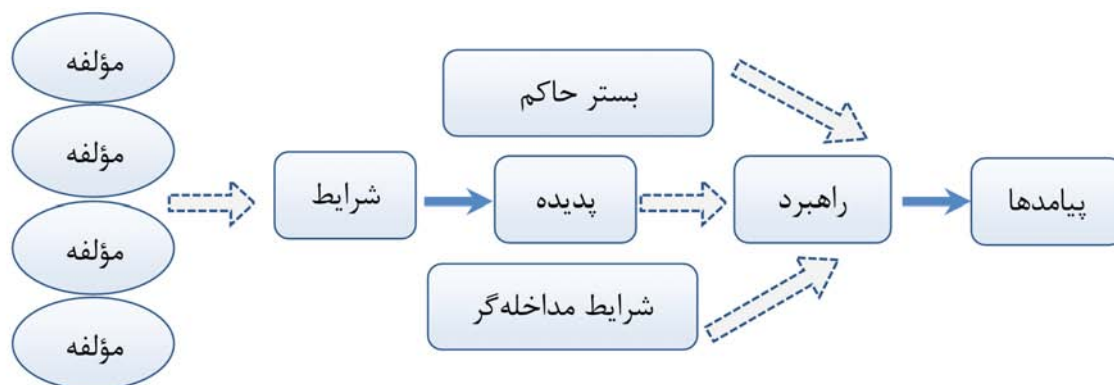 مؤلفه
مؤلفه
مؤلفه
مؤلفه
بستر حاکم
شرایط
پدیده
راهبرد
پیامدها
شرایط مداخله‌گر